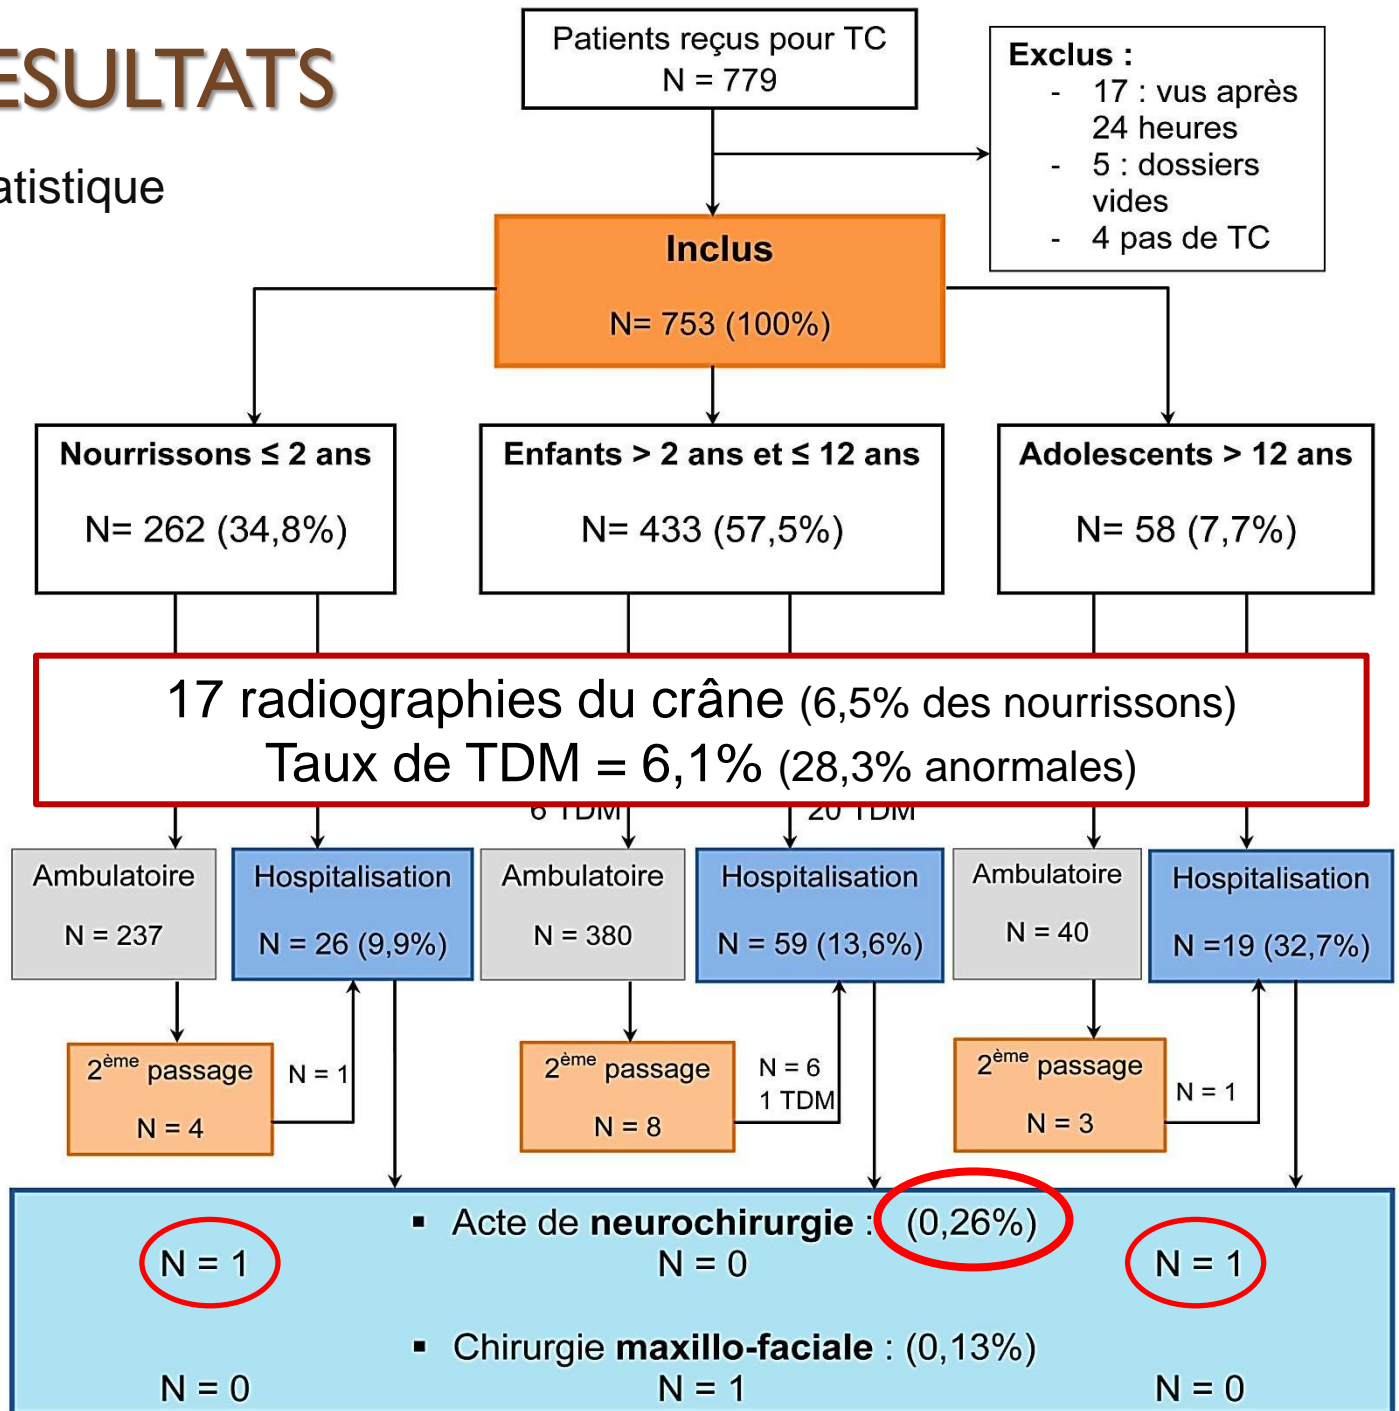 ESULTATS
atistique
Patients reçus pour TC
N = 779
Exclus :
- 17 : vus après
24 heures
- 5 : dossiers
vides
- 4 pas de TC
Inclus
N= 753 (100%)
Nourrissons ≤ 2 ans
N= 262 (34,8%)
Enfants > 2 ans et ≤ 12 ans
N= 433 (57,5%)
Adolescents > 12 ans
N= 58 (7,7%)
17 radiographies du crâne (6,5% des nourrissons)
Taux de TDM = 6,1% (28,3% anormales)
6 TDM
20 TDM
Ambulatoire
N = 237
Hospitalisation
N = 26 (9,9%)
Ambulatoire
N = 380
Hospitalisation
N = 59 (13,6%)
Ambulatoire
N = 40
Hospitalisation
N =19 (32,7%)
2ème passage
N = 4
N = 1
2ème passage
N = 8
N = 6
1 TDM
2ème passage
N = 3
N = 1
▪ Acte de neurochirurgie : (0,26%)
N = 1 N = 0 N = 1
▪ Chirurgie maxillo-faciale : (0,13%)
N = 0 N = 1 N = 0